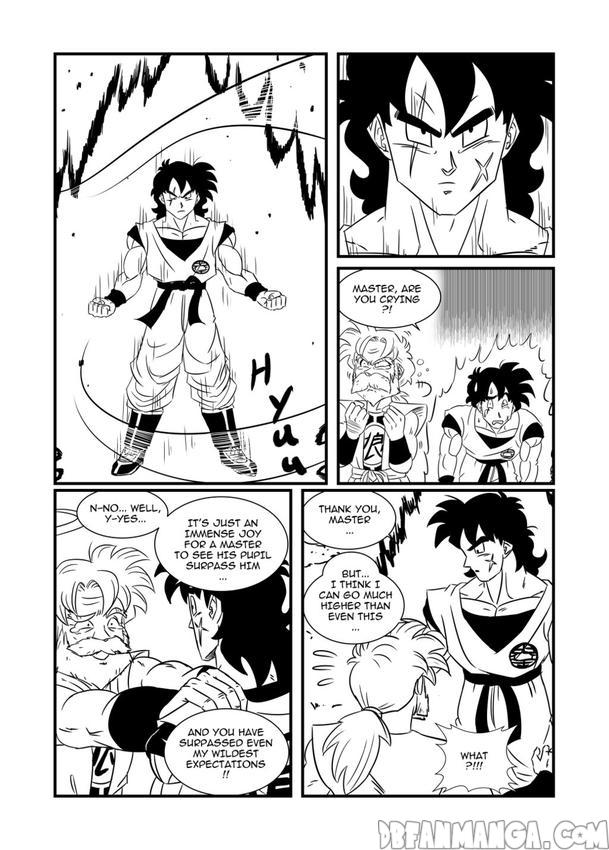 HYUU
MASTER, ARE
YOU CRYING
?!
狼
N-NO... WELL,
Y-YES...
IT'S JUST AN
IMMENSE JOY
FOR A MASTER
TO SEE HIS PUPIL
SURPASS HIM
...
AND YOU HAVE
SURPASSED EVEN
MY WILDEST
EXPECTATIONS
!!
THANK YOU,
MASTER
...
BUT...
I THINK I
CAN GO MUCH
HIGHER THAN
EVEN THIS
...
WHAT
?!!!
DBFANMANGA.COM